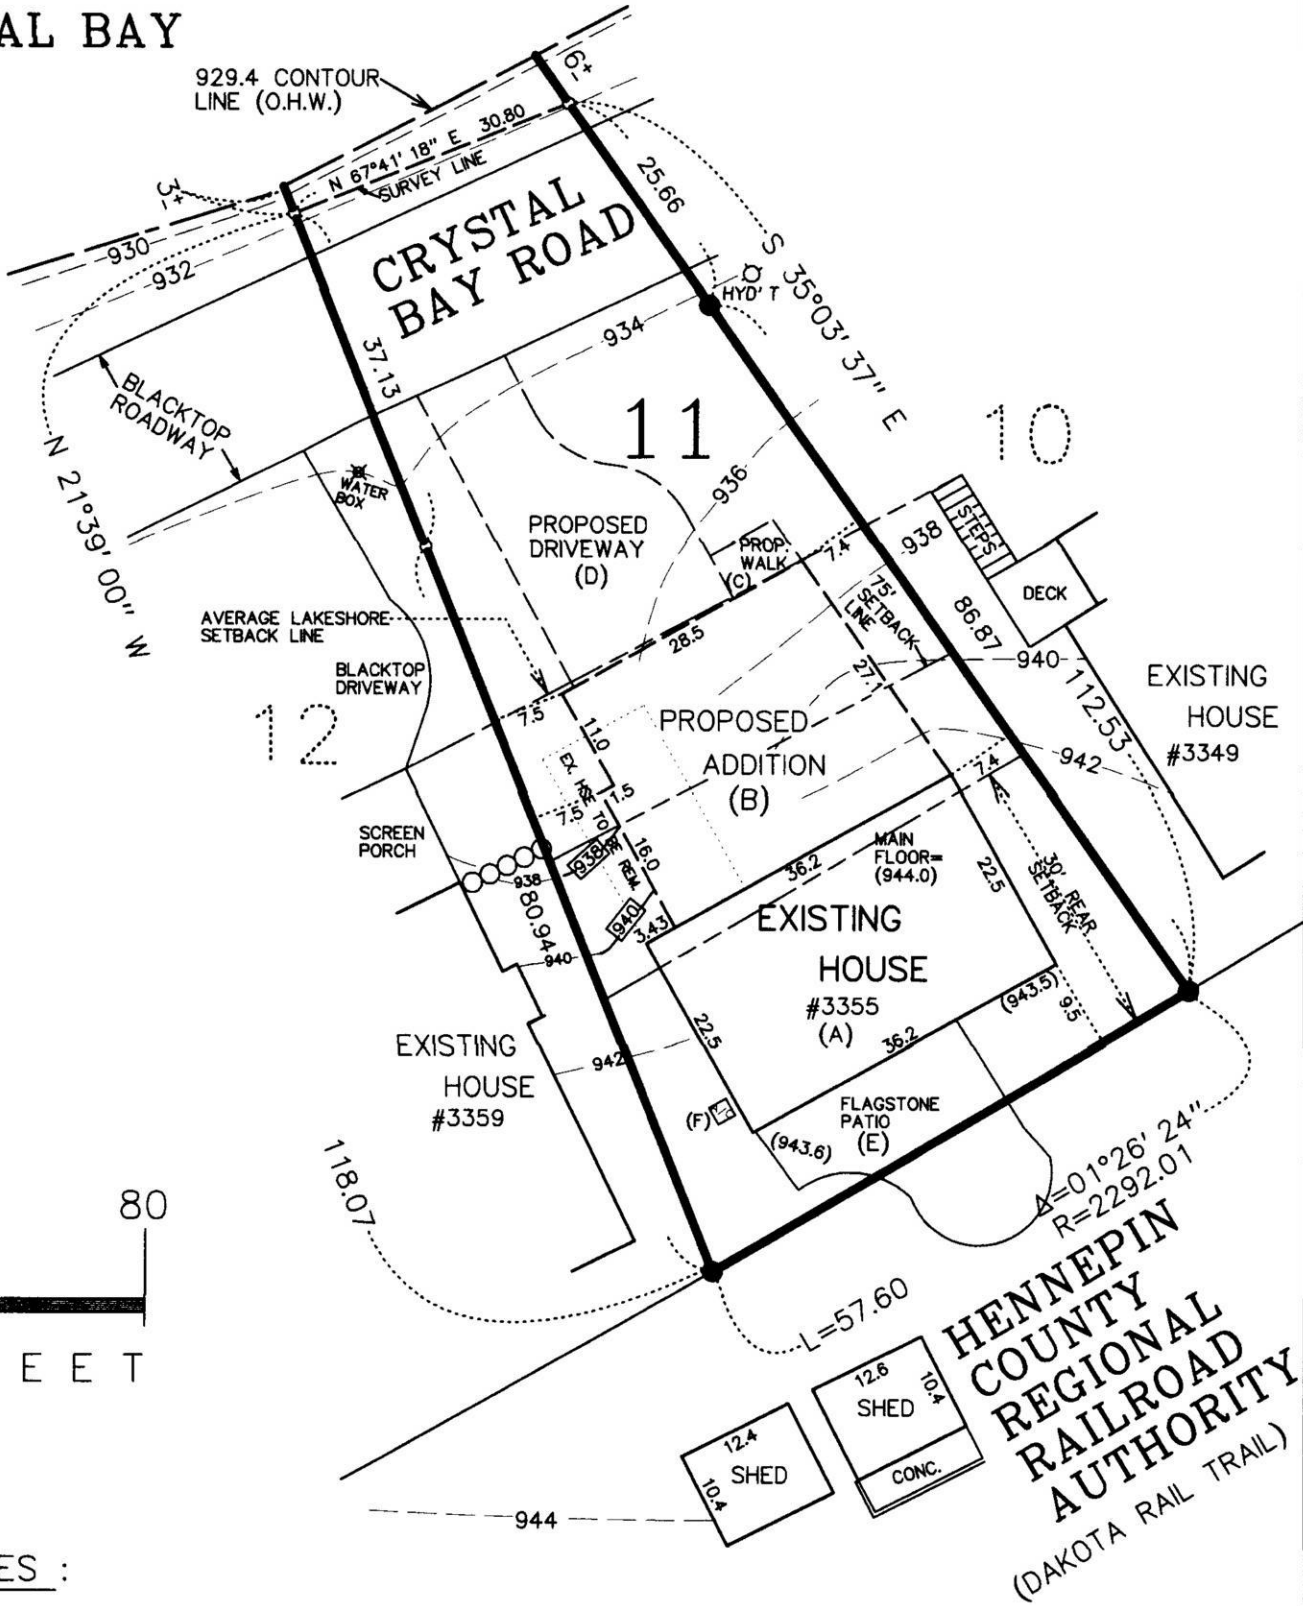 AL BAY
929.4 CONTOUR
LINE (O.H.W.)
6+-
3+-
N 67°41' 18" E 30.80
SURVEY LINE
930
932
CRYSTAL
BAY ROAD
25.66
S 35°03' 37" E
HYD' T
934
37.13
BLACKTOP
ROADWAY
N 21°39' 00" W
WATER
BOX
11
10
936
PROPOSED
DRIVEWAY
(D)
PROP.
WALK
(C)
7.4
938
STEPS
DECK
75'
SETBACK
LINE
86.87
AVERAGE LAKESHORE
SETBACK LINE
28.5
27.1
940
112.53
EXISTING
HOUSE
#3349
BLACKTOP
DRIVEWAY
12
7.5
11.0
PROPOSED
ADDITION
(B)
942
7.4
EX. HSE TO
BE REM.
1.5
7.5
16.0
SCREEN
PORCH
938
938
80.94
940
940
3.43
36.2
MAIN
FLOOR=
(944.0)
22.5
30' REAR
SETBACK
EXISTING
HOUSE
#3355
(A)
(943.5)
9.5
36.2
22.5
EXISTING
HOUSE
#3359
942
(F)
A/C
FLAGSTONE
PATIO
(E)
(943.6)
118.07
Δ=01°26' 24"
R=2292.01
L=57.60
80
E E T
HENNEPIN
COUNTY
REGIONAL
RAILROAD
AUTHORITY
(DAKOTA RAIL TRAIL)
12.6
10.4
SHED
CONC.
12.4
10.4
SHED
944
ES :